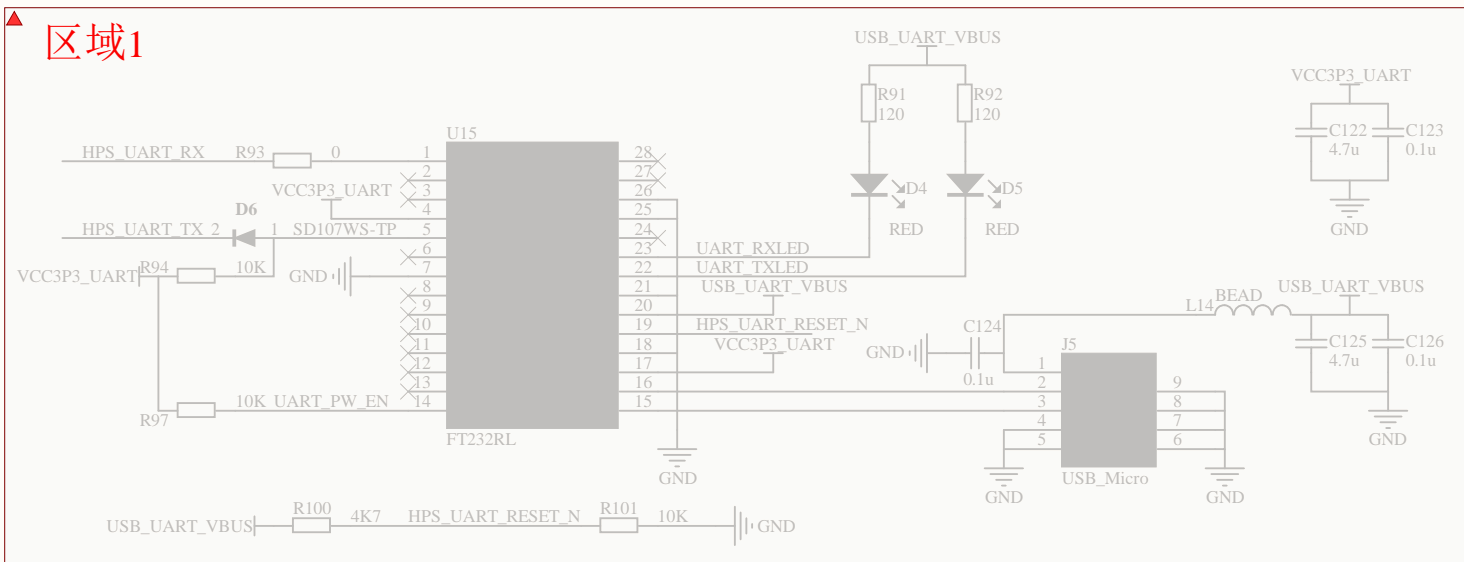 区域1
USB_UART_VBUS
R91
120
R92
120
VCC3P3_UART
C122
4.7u
C123
0.1u
GND
U15
HPS_UART_RX R93 0 1
2
VCC3P3_UART 3
4
D6
HPS_UART_TX 2 1 SD107WS-TP 5
6
VCC3P3_UART R94 10K GND 7
8
9
10
11
12
13
R97 10K UART_PW_EN 14
FT232RL
28
27
26
25
24
23 UART_RXLED
22 UART_TXLED
21 USB_UART_VBUS
20
19 HPS_UART_RESET_N
18 VCC3P3_UART
17
16
15
GND
D4
RED
D5
RED
USB_UART_VBUS
L14 BEAD
C125
4.7u
C126
0.1u
GND
GND C124
0.1u
J5
1
2
3
4
5
9
8
7
6
USB_Micro
GND
GND
USB_UART_VBUS R100 4K7 HPS_UART_RESET_N R101 10K GND